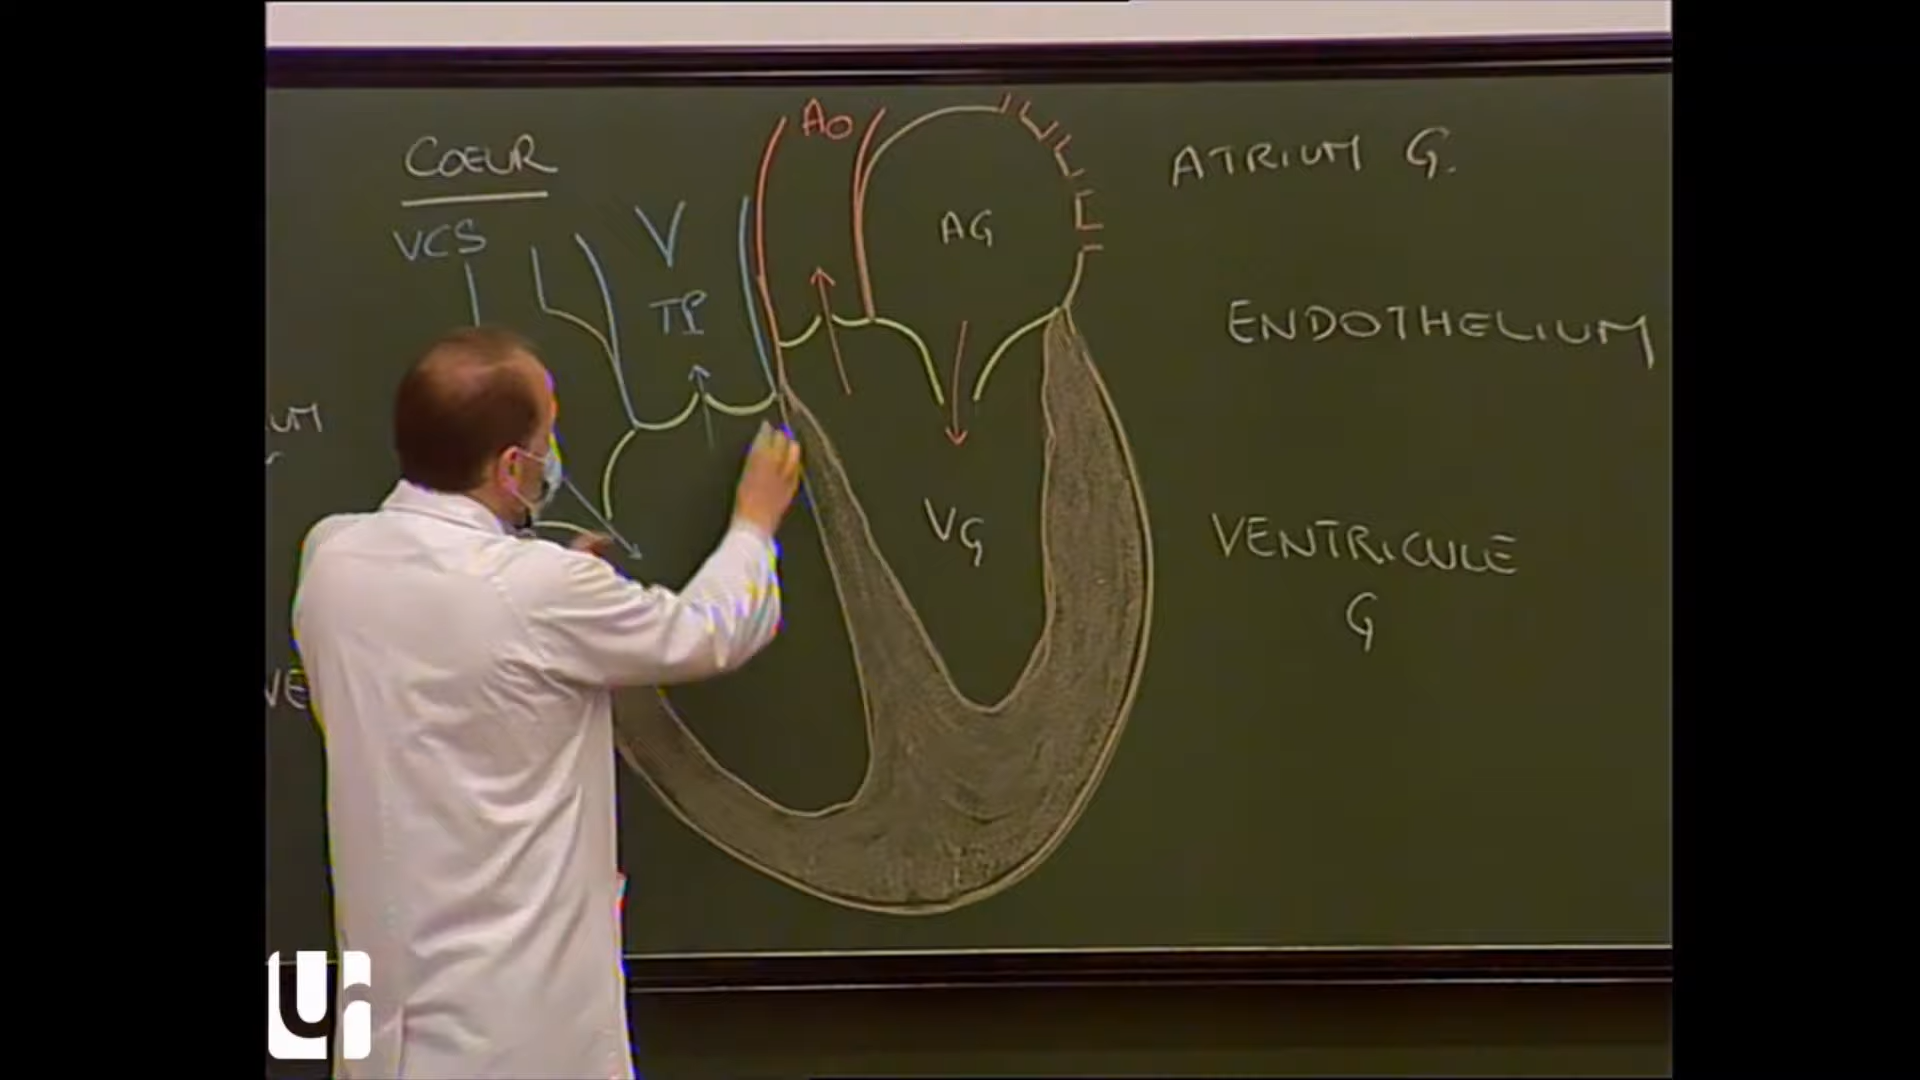 COEUR
VCS
V
TP
Ao
AG
VG
ATRIUM G.
ENDOTHELIUM
VENTRICULE
G